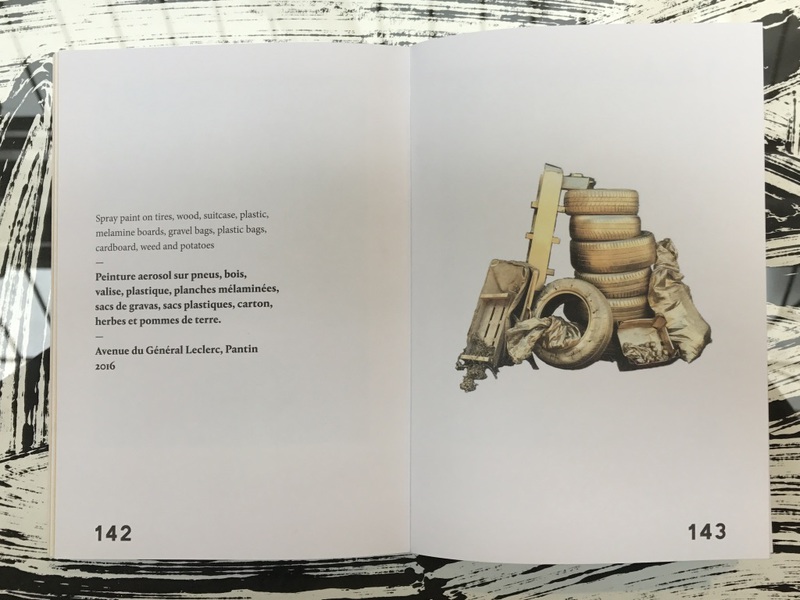 Spray paint on tires, wood, suitcase, plastic,
melamine boards, gravel bags, plastic bags,
cardboard, weed and potatoes
—
Peinture aerosol sur pneus, bois,
valise, plastique, planches mélaminées,
sacs de gravas, sacs plastiques, carton,
herbes et pommes de terre.
—
Avenue du Général Leclerc, Pantin
2016
142
143